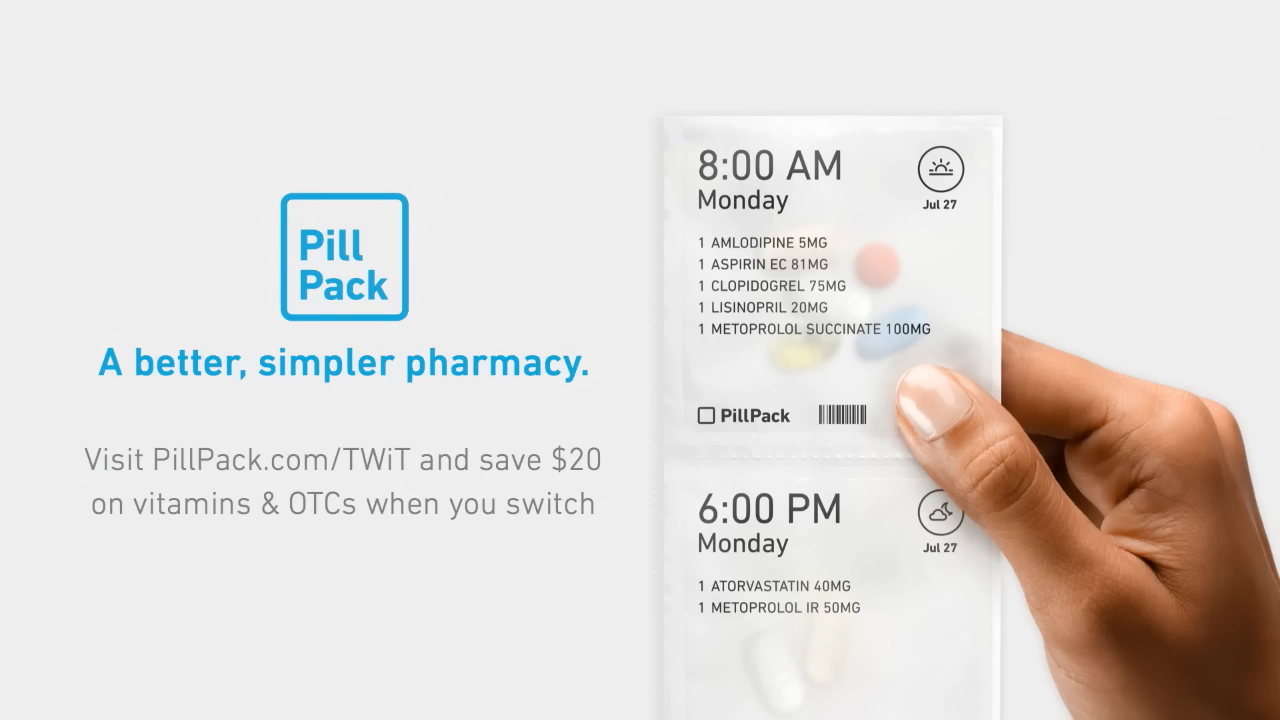 Pill
Pack
A better, simpler pharmacy.
Visit PillPack.com/TWiT and save $20
on vitamins & OTCs when you switch
8:00 AM
Monday
Jul 27
1 AMLODIPINE 5MG
1 ASPIRIN EC 81MG
1 CLOPIDOGREL 75MG
1 LISINOPRIL 20MG
1 METOPROLOL SUCCINATE 100MG
PillPack
6:00 PM
Monday
Jul 27
1 ATORVASTATIN 40MG
1 METOPROLOL IR 50MG